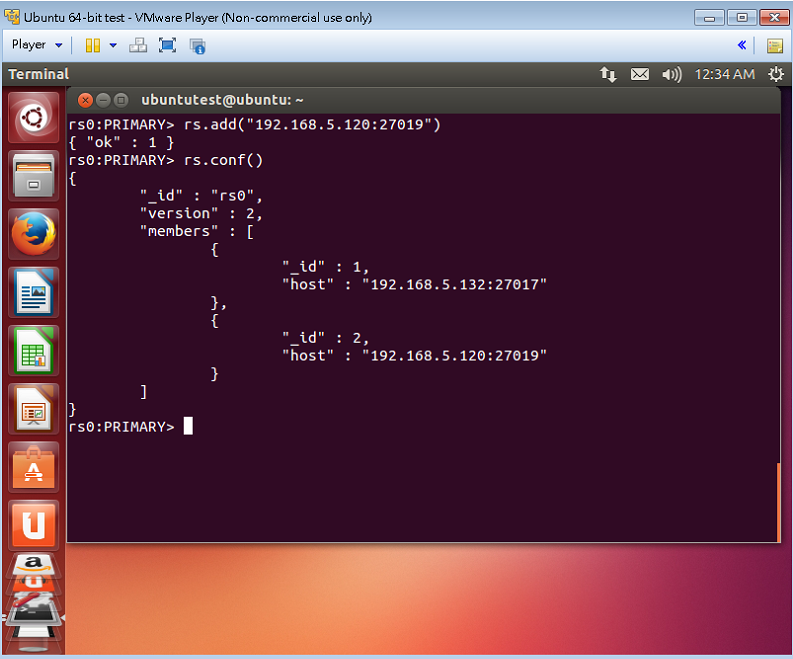 Ubuntu 64-bit test - VMware Player (Non-commercial use only)
Player
Terminal
12:34 AM
ubuntutest@ubuntu: ~
rs0:PRIMARY> rs.add("192.168.5.120:27019")
{ "ok" : 1 }
rs0:PRIMARY> rs.conf()
{
"_id" : "rs0",
"version" : 2,
"members" : [
{
"_id" : 1,
"host" : "192.168.5.132:27017"
},
{
"_id" : 2,
"host" : "192.168.5.120:27019"
}
]
}
rs0:PRIMARY>